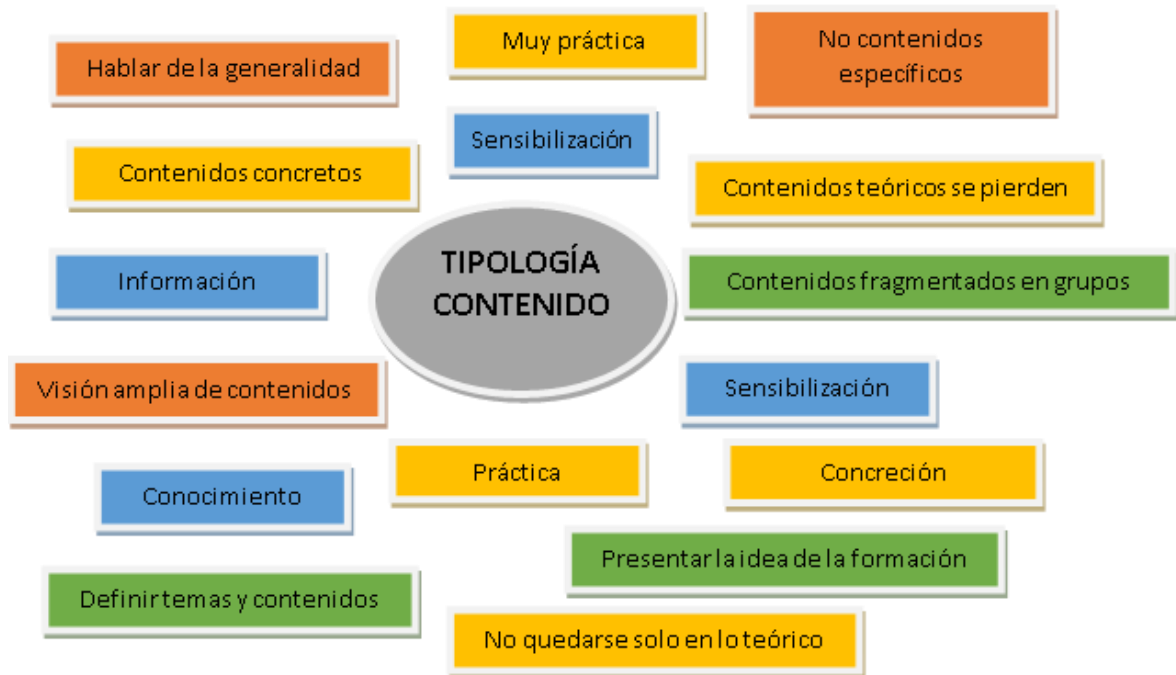 Muy práctica
No contenidos
específicos
Hablar de la generalidad
Sensibilización
Contenidos concretos
Contenidos teóricos se pierden
TIPOLOGÍA
CONTENIDO
Información
Contenidos fragmentados en grupos
Visión amplia de contenidos
Sensibilización
Práctica
Concreción
Conocimiento
Presentar la idea de la formación
Definir temas y contenidos
No quedarse solo en lo teórico